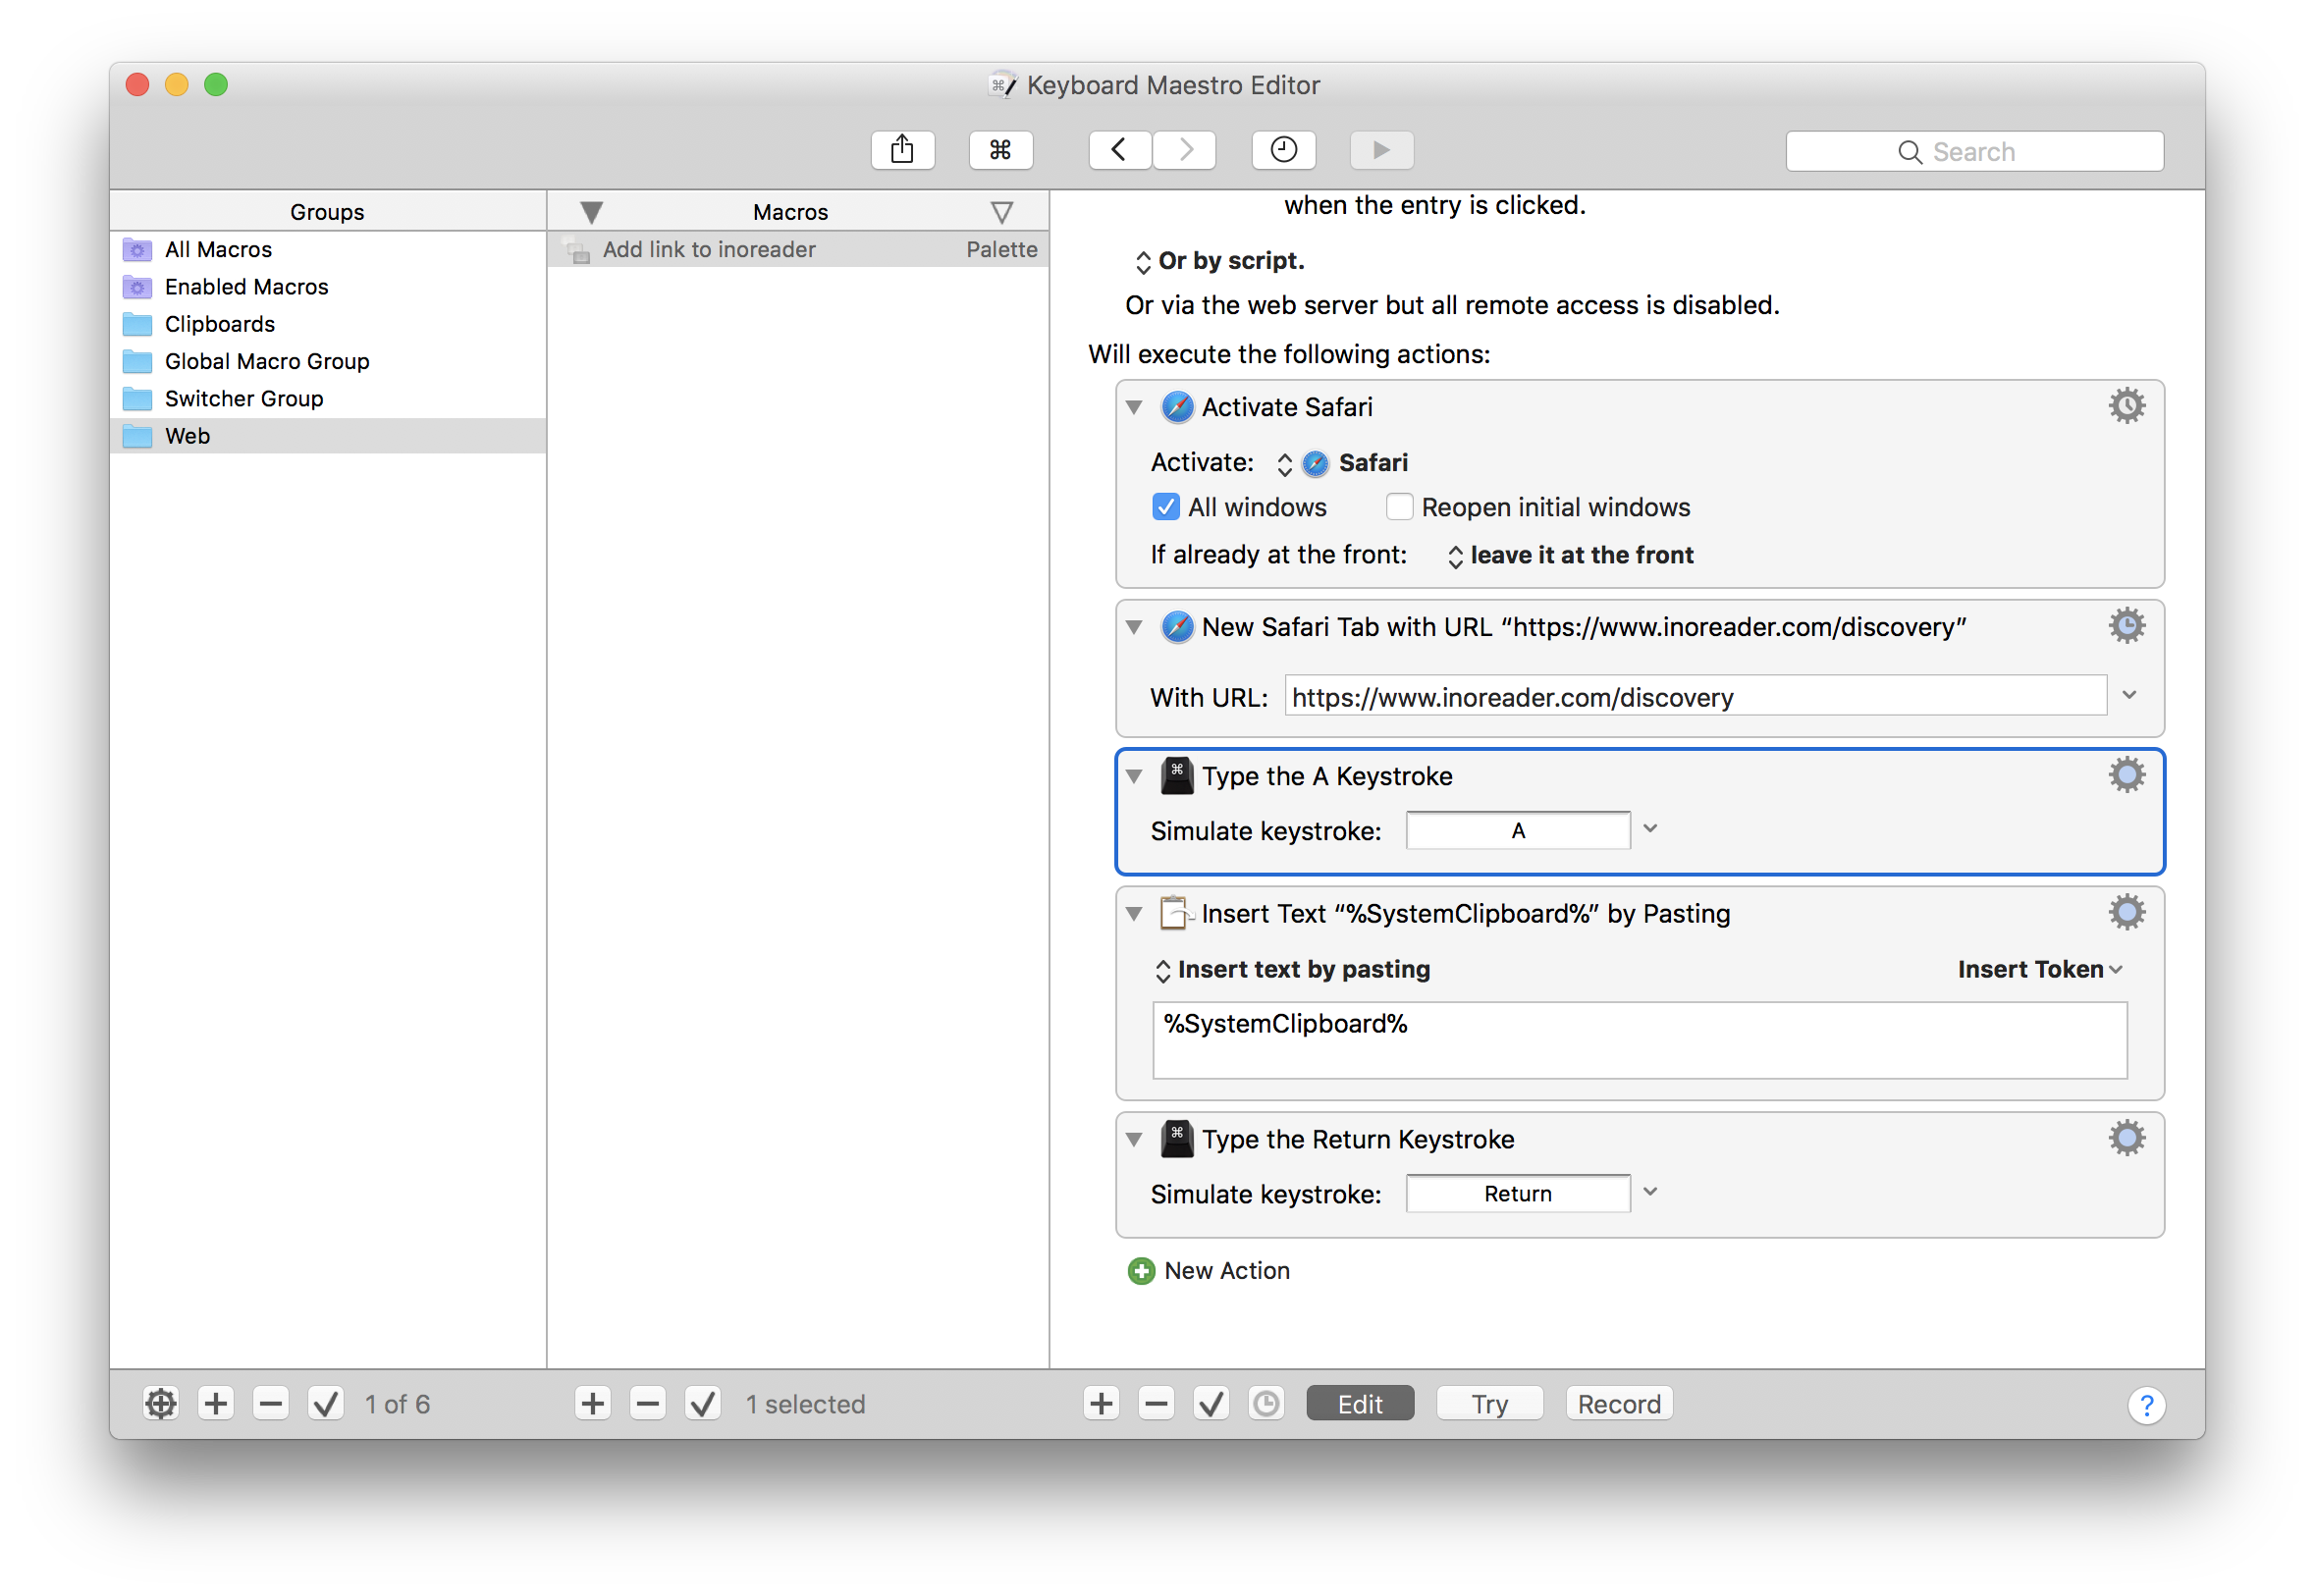 Keyboard Maestro Editor
Search
Groups
All Macros
Enabled Macros
Clipboards
Global Macro Group
Switcher Group
Web
Macros
Add link to inoreader Palette
when the entry is clicked.
Or by script.
Or via the web server but all remote access is disabled.
Will execute the following actions:
Activate Safari
Activate: Safari
All windows Reopen initial windows
If already at the front: leave it at the front
New Safari Tab with URL “https://www.inoreader.com/discovery”
With URL: https://www.inoreader.com/discovery
Type the A Keystroke
Simulate keystroke: A
Insert Text “%SystemClipboard%” by Pasting
Insert text by pasting Insert Token
%SystemClipboard%
Type the Return Keystroke
Simulate keystroke: Return
New Action
1 of 6
1 selected
Edit Try Record ?